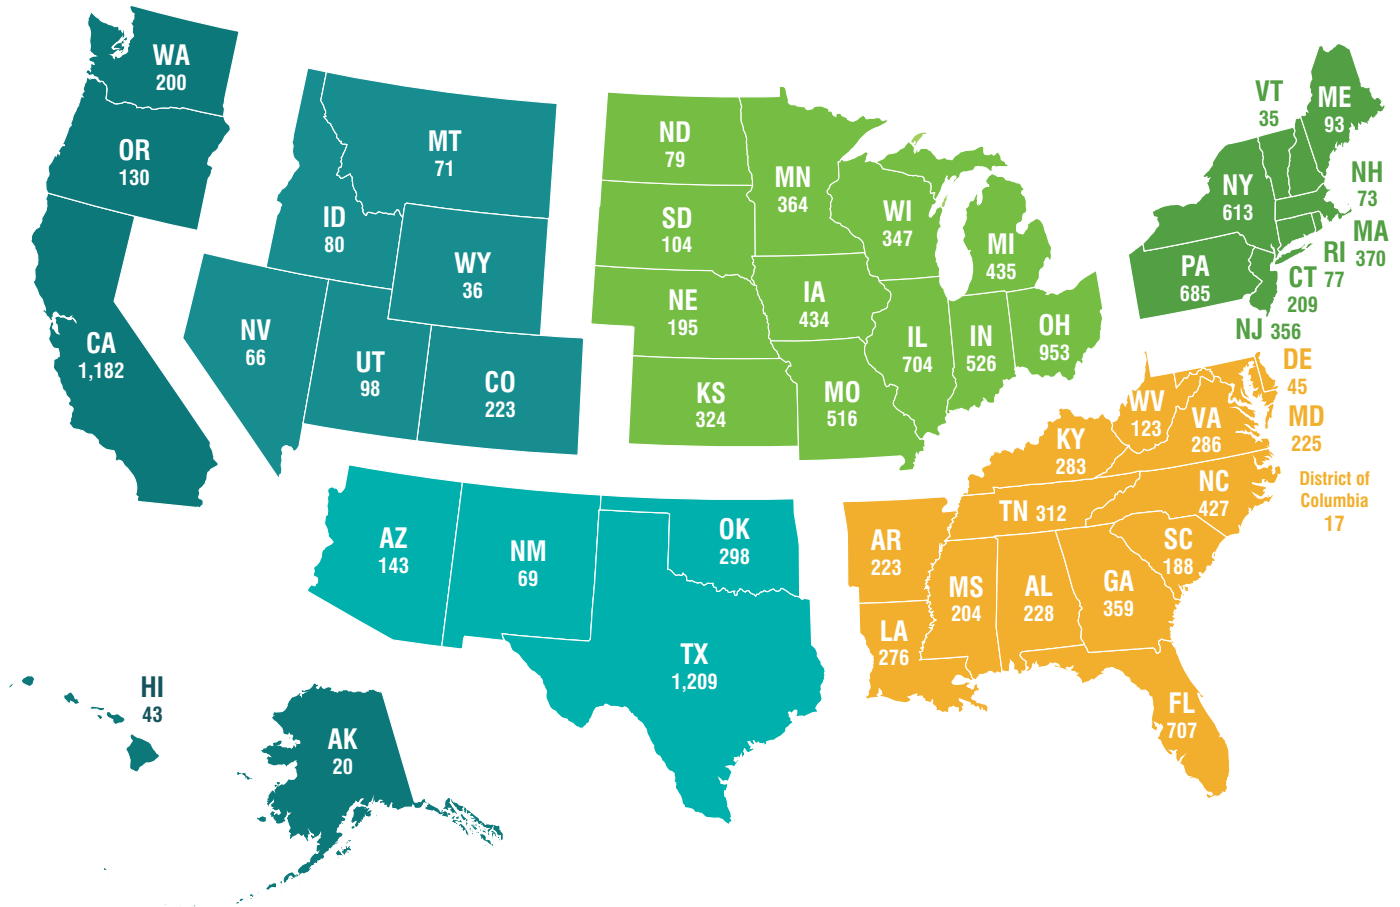 WA
200
OR
130
CA
1,182
MT
71
ID
80
WY
36
NV
66
UT
98
CO
223
ND
79
SD
104
NE
195
KS
324
MN
364
IA
434
MO
516
WI
347
IL
704
MI
435
IN
526
OH
953
VT
35
ME
93
NH
73
NY
613
MA
370
RI
77
CT
209
PA
685
NJ 356
DE
45
MD
225
District of
Columbia
17
WV
123
VA
286
KY
283
NC
427
TN 312
SC
188
AR
223
MS
204
AL
228
GA
359
LA
276
FL
707
AZ
143
NM
69
OK
298
TX
1,209
HI
43
AK
20